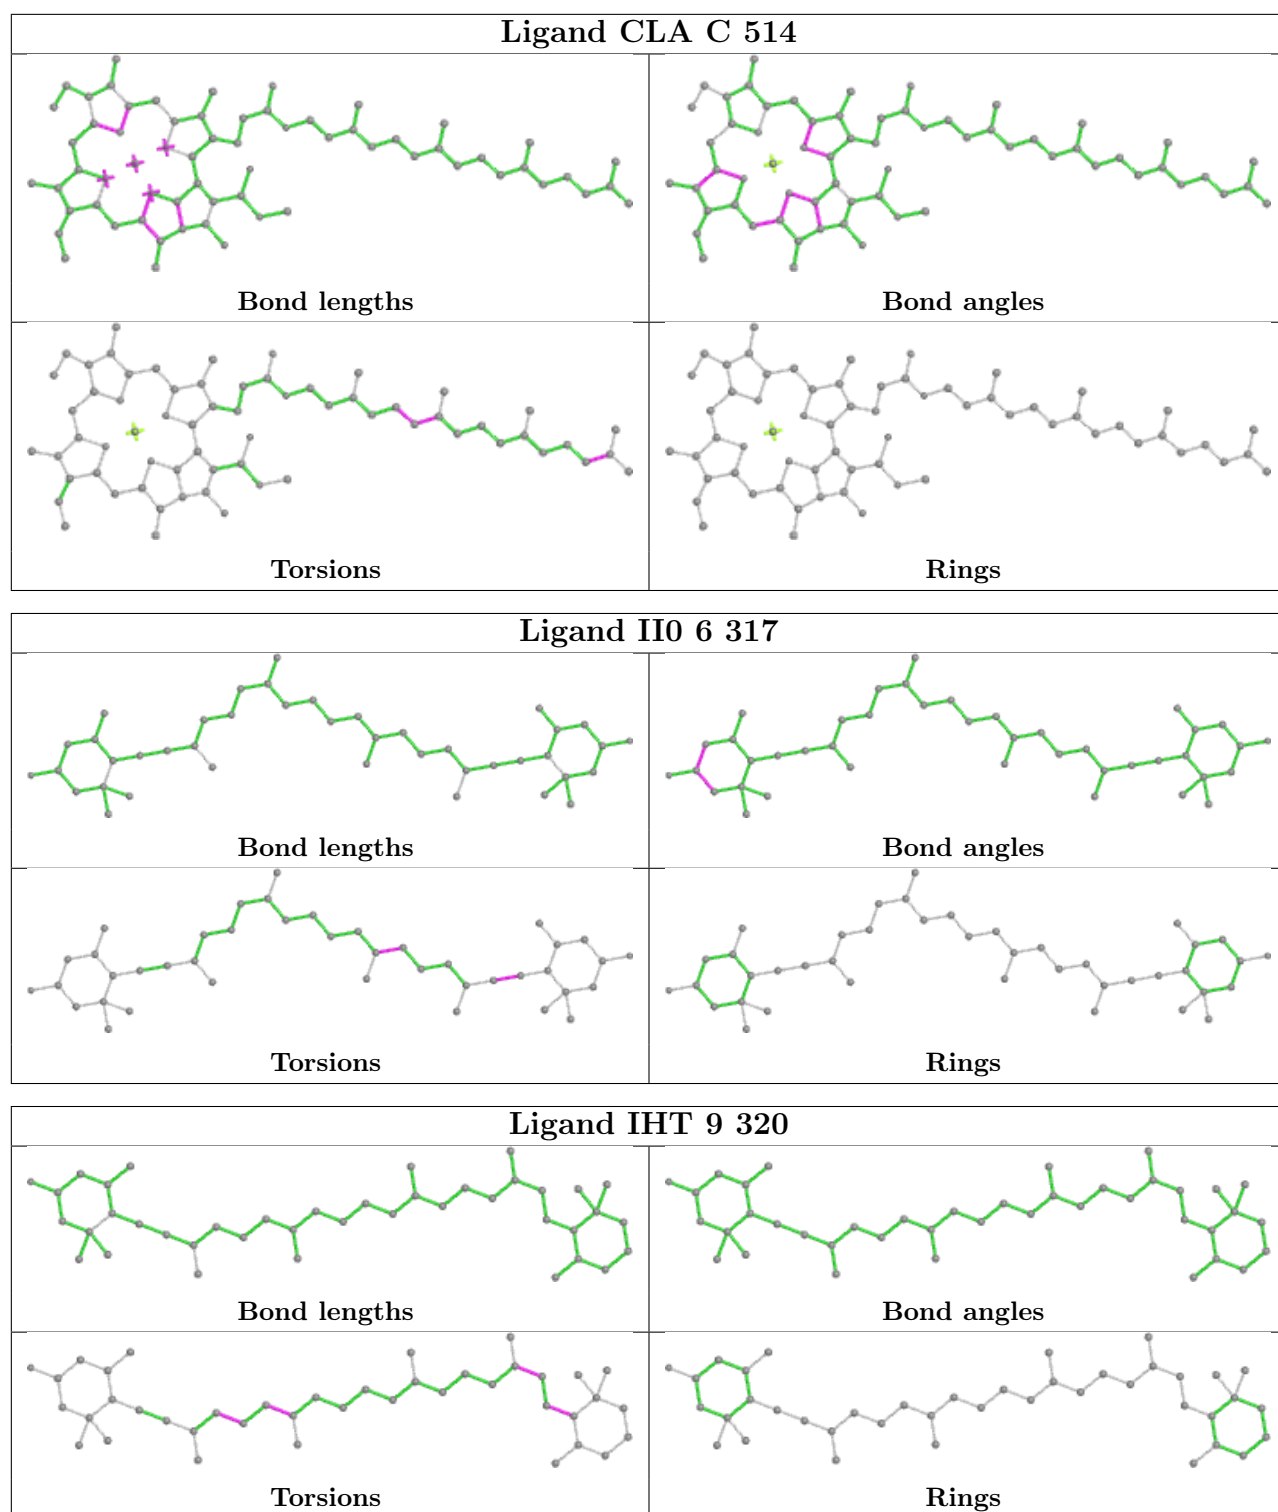 Ligand CLA C 514
Bond lengths
Bond angles
Torsions
Rings
Ligand II0 6 317
Bond lengths
Bond angles
Torsions
Rings
Ligand IHT 9 320
Bond lengths
Bond angles
Torsions
Rings